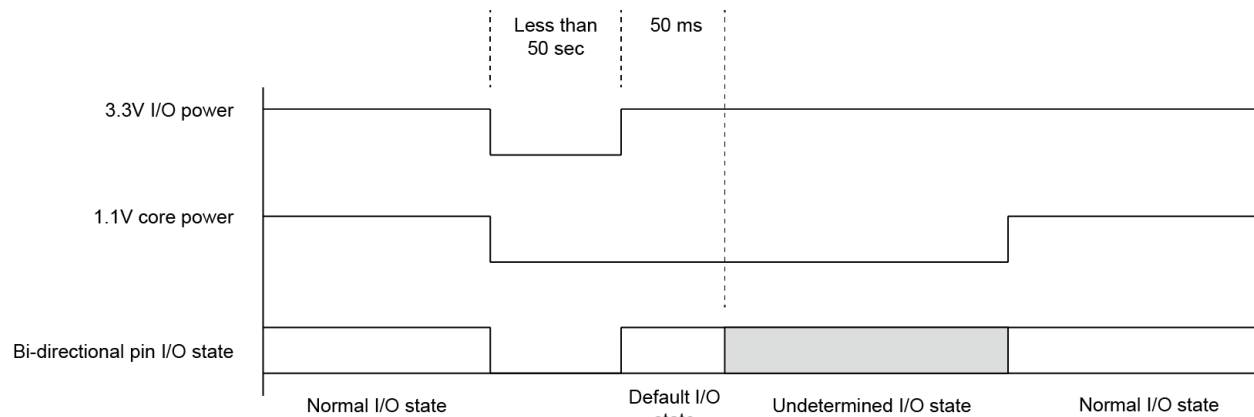 Less than
50 sec
50 ms
3.3V I/O power
1.1V core power
Bi-directional pin I/O state
Normal I/O state
Default I/O
Undetermined I/O state
Normal I/O state